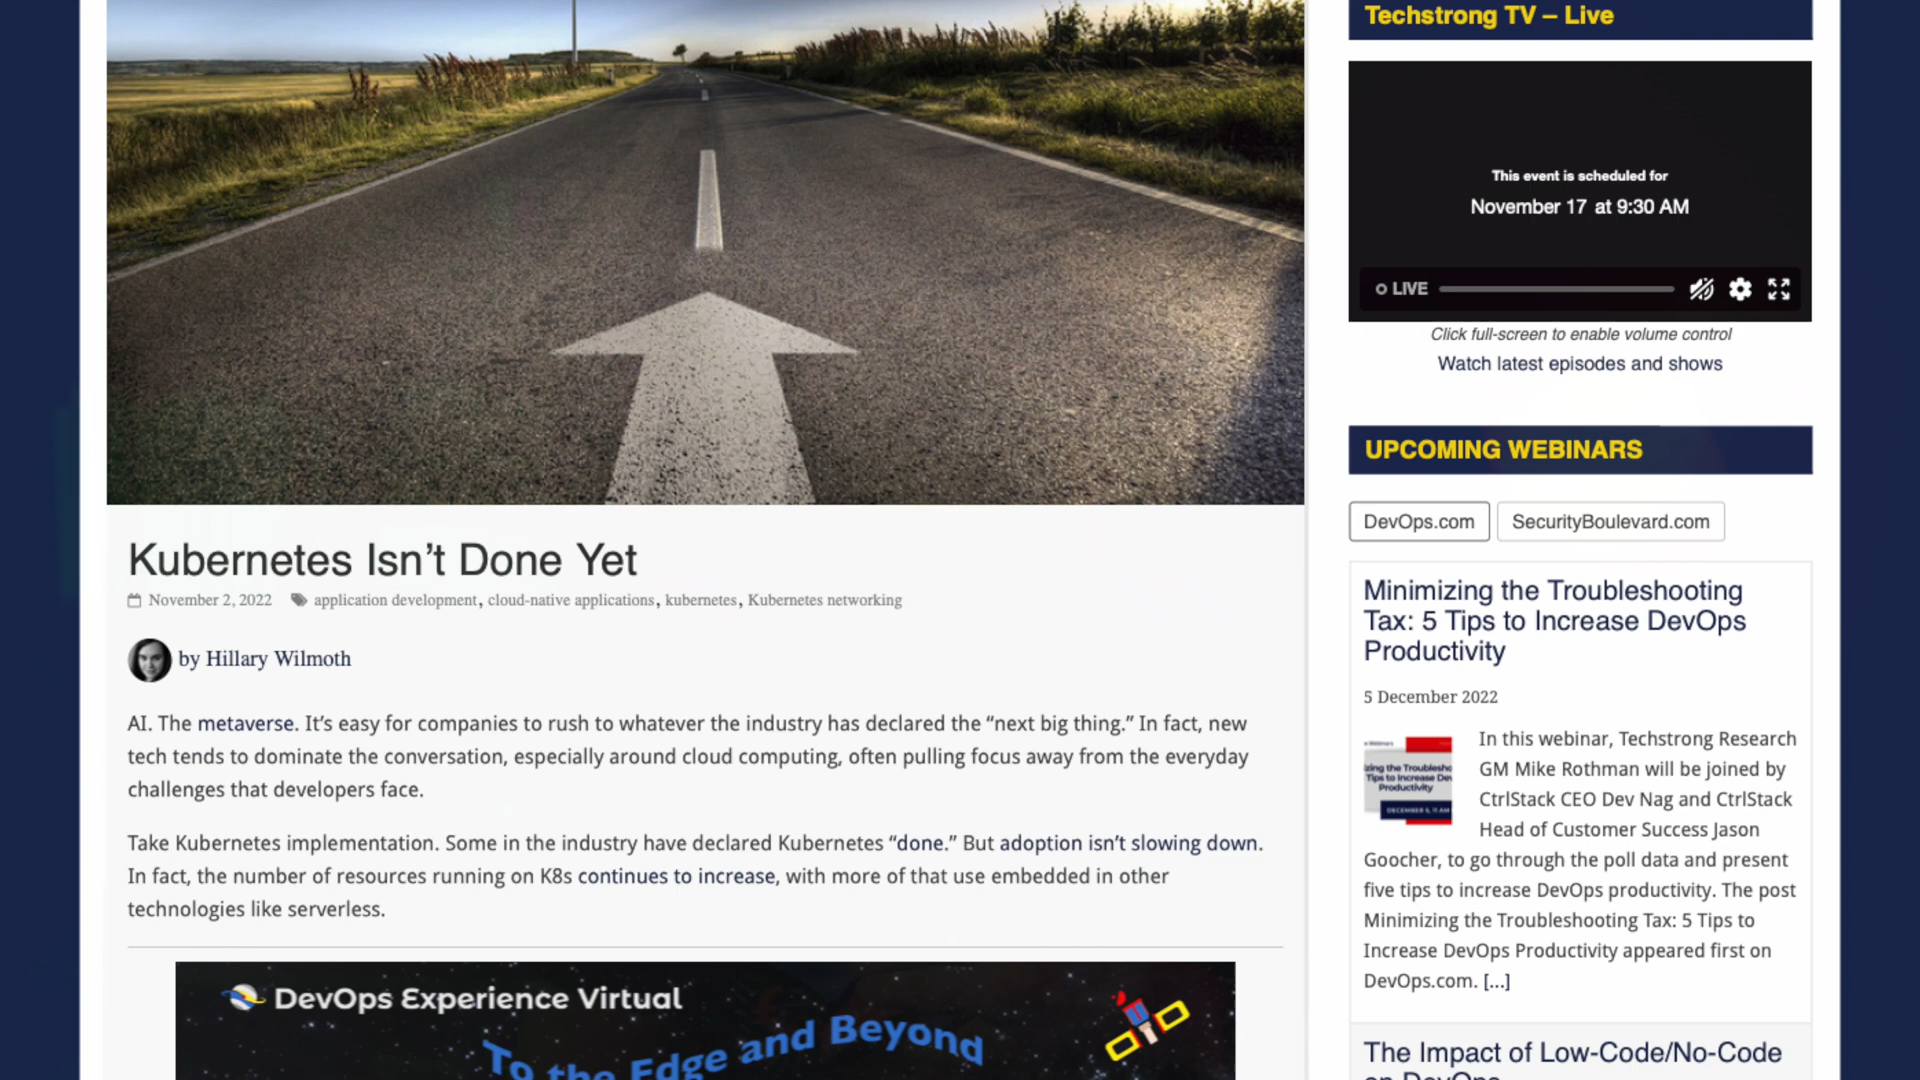 Techstrong TV – Live
This event is scheduled for
November 17 at 9:30 AM
LIVE
Click full-screen to enable volume control
Watch latest episodes and shows
UPCOMING WEBINARS
DevOps.com
SecurityBoulevard.com
Minimizing the Troubleshooting
Tax: 5 Tips to Increase DevOps
Productivity
5 December 2022
In this webinar, Techstrong Research
GM Mike Rothman will be joined by
CtrlStack CEO Dev Nag and CtrlStack
Head of Customer Success Jason
Goocher, to go through the poll data and present
five tips to increase DevOps productivity. The post
Minimizing the Troubleshooting Tax: 5 Tips to
Increase DevOps Productivity appeared first on
DevOps.com. [...]
The Impact of Low-Code/No-Code
on DevOps
Kubernetes Isn’t Done Yet
November 2, 2022 application development, cloud-native applications, kubernetes, Kubernetes networking
by Hillary Wilmoth
AI. The metaverse. It’s easy for companies to rush to whatever the industry has declared the “next big thing.” In fact, new
tech tends to dominate the conversation, especially around cloud computing, often pulling focus away from the everyday
challenges that developers face.
Take Kubernetes implementation. Some in the industry have declared Kubernetes “done.” But adoption isn’t slowing down.
In fact, the number of resources running on K8s continues to increase, with more of that use embedded in other
technologies like serverless.
DevOps Experience Virtual
To the Edge and Beyond